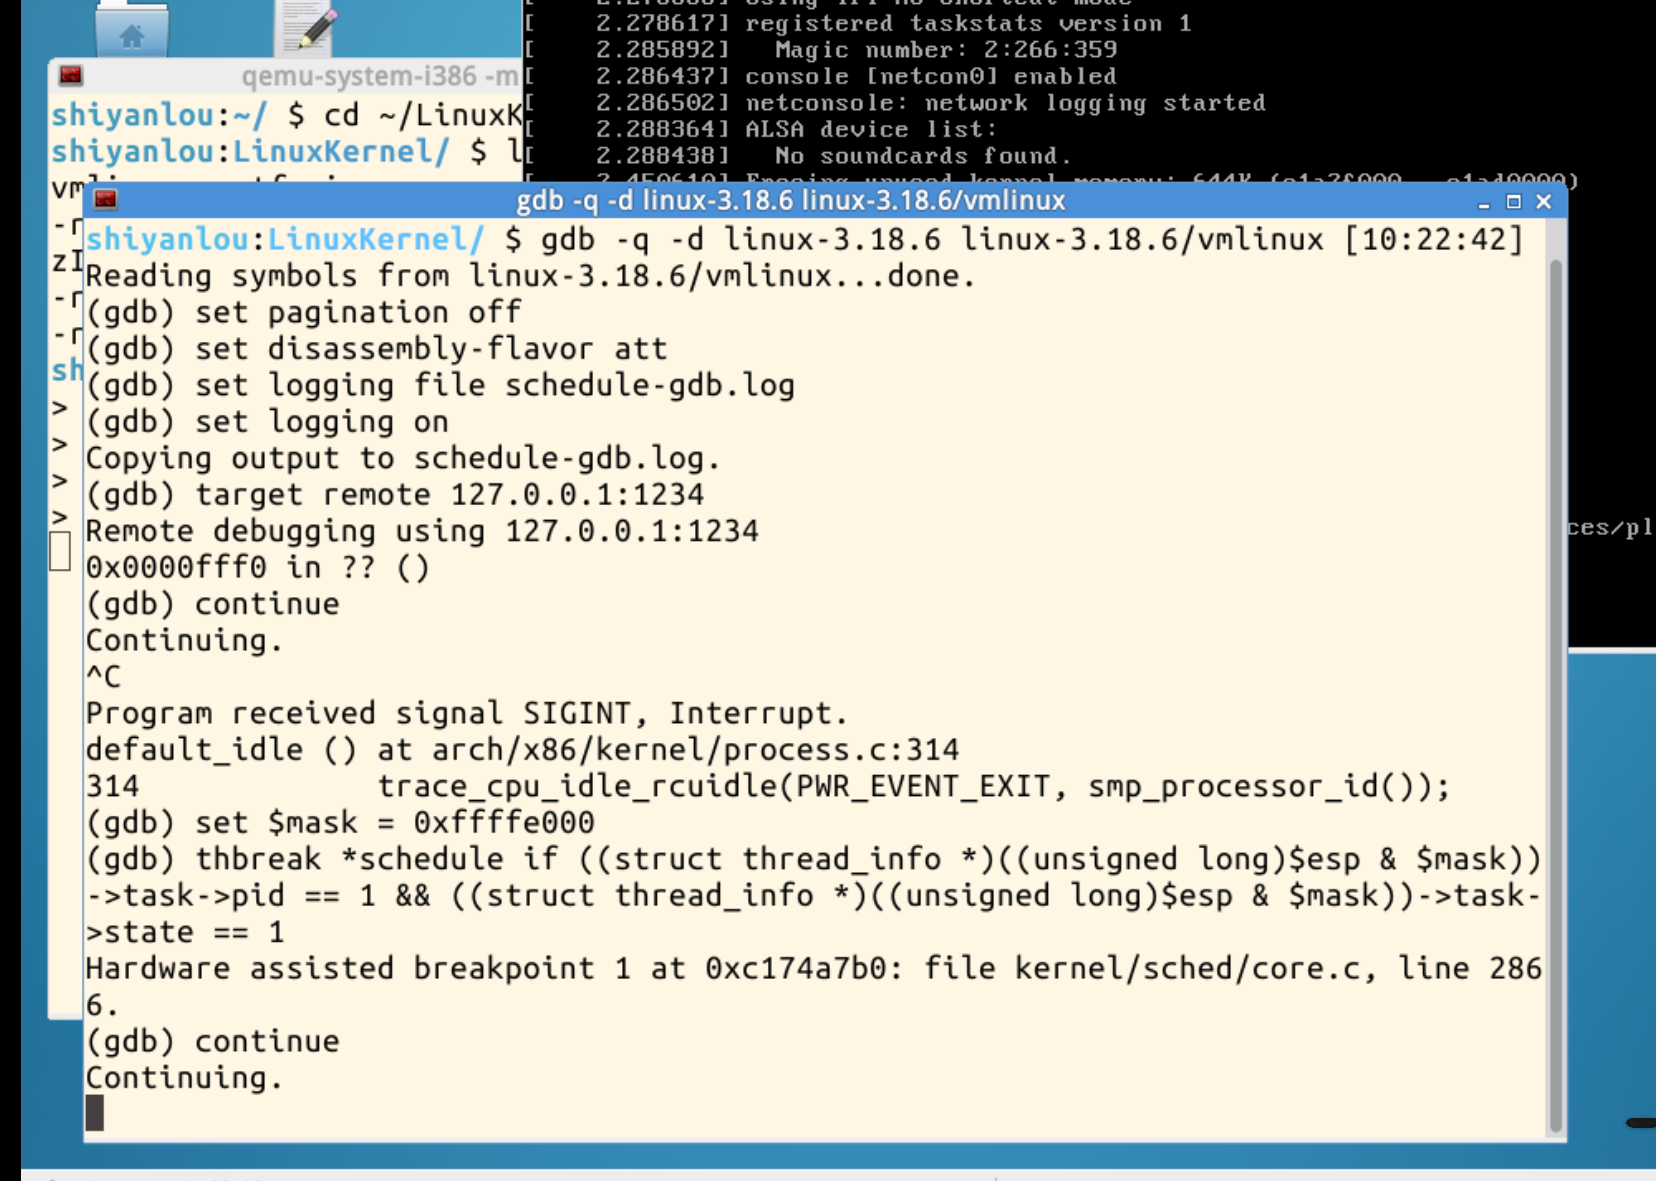 [    2.278617] registered taskstats version 1
[    2.285892]   Magic number: 2:266:359
[    2.286437] console [netcon0] enabled
[    2.286502] netconsole: network logging started
[    2.288364] ALSA device list:
[    2.288438]   No soundcards found.
qemu-system-i386 -m
shiyanlou:~/ $ cd ~/LinuxK
shiyanlou:LinuxKernel/ $ l
-r
zI
-r
-r
sh
>
>
>
>
ces/pl
gdb -q -d linux-3.18.6 linux-3.18.6/vmlinux
shiyanlou:LinuxKernel/ $ gdb -q -d linux-3.18.6 linux-3.18.6/vmlinux [10:22:42]
Reading symbols from linux-3.18.6/vmlinux...done.
(gdb) set pagination off
(gdb) set disassembly-flavor att
(gdb) set logging file schedule-gdb.log
(gdb) set logging on
Copying output to schedule-gdb.log.
(gdb) target remote 127.0.0.1:1234
Remote debugging using 127.0.0.1:1234
0x0000fff0 in ?? ()
(gdb) continue
Continuing.
^C
Program received signal SIGINT, Interrupt.
default_idle () at arch/x86/kernel/process.c:314
314             trace_cpu_idle_rcuidle(PWR_EVENT_EXIT, smp_processor_id());
(gdb) set $mask = 0xffffe000
(gdb) thbreak *schedule if ((struct thread_info *)((unsigned long)$esp & $mask))
->task->pid == 1 && ((struct thread_info *)((unsigned long)$esp & $mask))->task-
>state == 1
Hardware assisted breakpoint 1 at 0xc174a7b0: file kernel/sched/core.c, line 286
6.
(gdb) continue
Continuing.